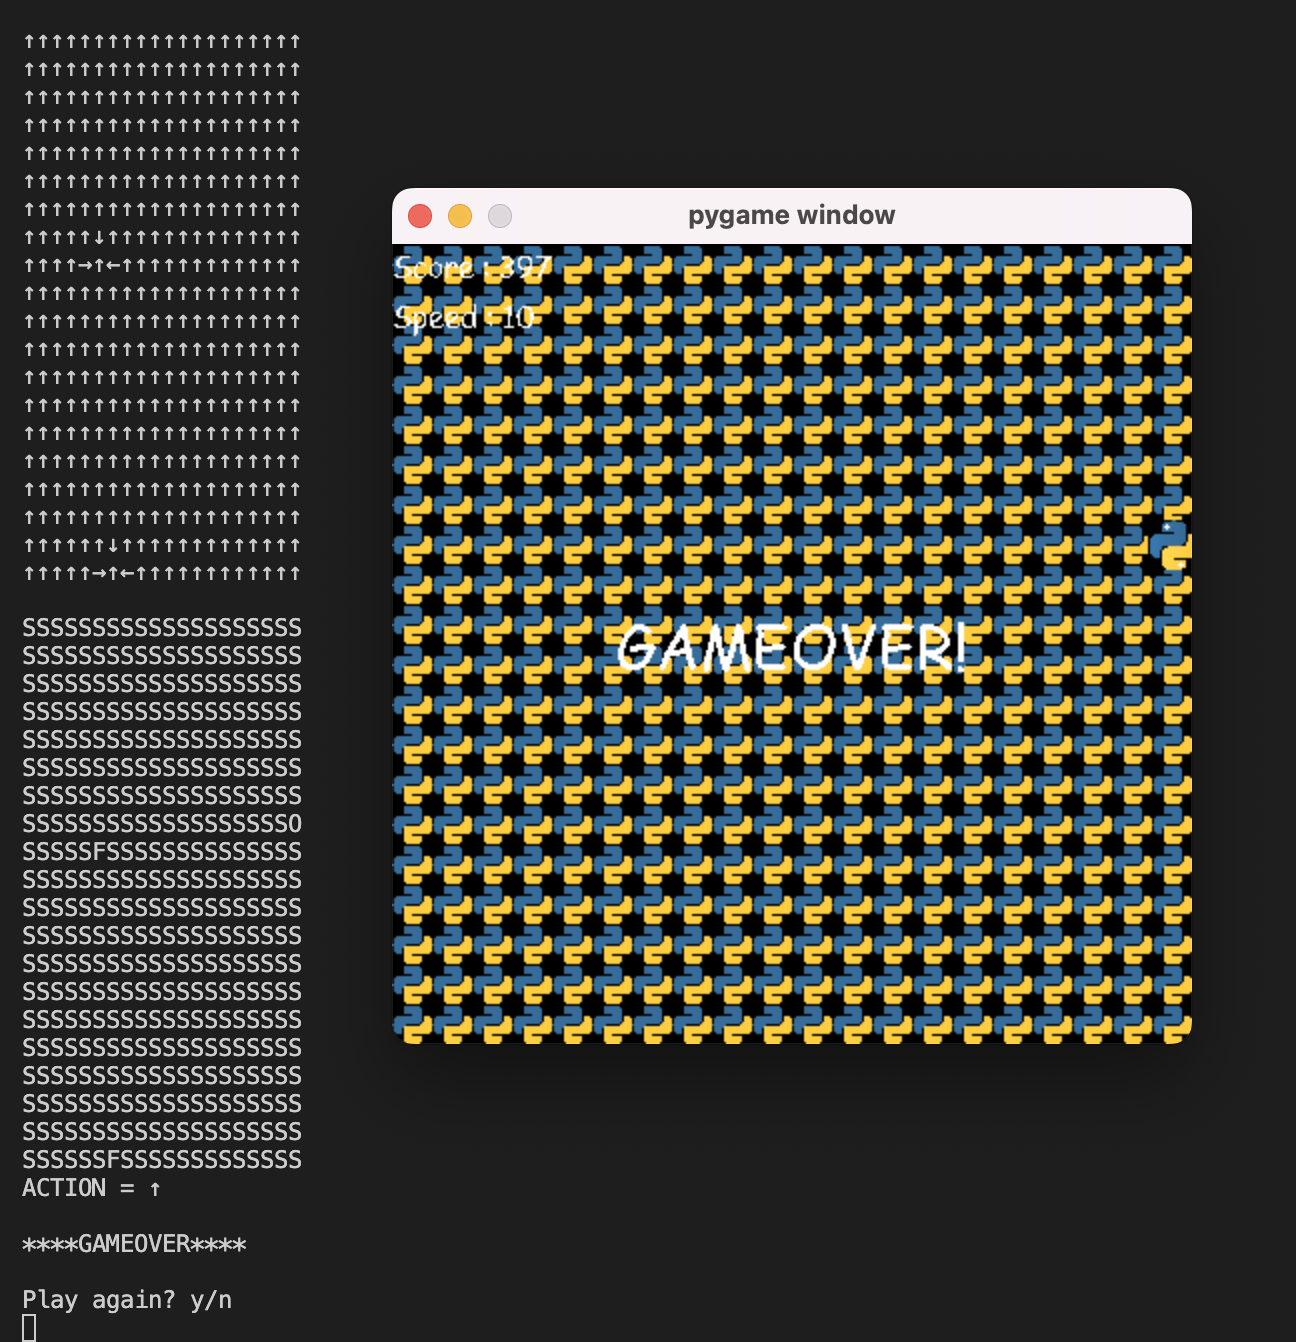 ↑↑↑↑↑↑↑↑↑↑↑↑↑↑↑↑↑↑↑↑
↑↑↑↑↑↑↑↑↑↑↑↑↑↑↑↑↑↑↑↑
↑↑↑↑↑↑↑↑↑↑↑↑↑↑↑↑↑↑↑↑
↑↑↑↑↑↑↑↑↑↑↑↑↑↑↑↑↑↑↑↑
↑↑↑↑↑↑↑↑↑↑↑↑↑↑↑↑↑↑↑↑
↑↑↑↑↑↑↑↑↑↑↑↑↑↑↑↑↑↑↑↑
↑↑↑↑↑↑↑↑↑↑↑↑↑↑↑↑↑↑↑↑
↑↑↑↑↑↓↑↑↑↑↑↑↑↑↑↑↑↑↑↑
↑↑↑↑→↑←↑↑↑↑↑↑↑↑↑↑↑↑↑
↑↑↑↑↑↑↑↑↑↑↑↑↑↑↑↑↑↑↑↑
↑↑↑↑↑↑↑↑↑↑↑↑↑↑↑↑↑↑↑↑
↑↑↑↑↑↑↑↑↑↑↑↑↑↑↑↑↑↑↑↑
↑↑↑↑↑↑↑↑↑↑↑↑↑↑↑↑↑↑↑↑
↑↑↑↑↑↑↑↑↑↑↑↑↑↑↑↑↑↑↑↑
↑↑↑↑↑↑↑↑↑↑↑↑↑↑↑↑↑↑↑↑
↑↑↑↑↑↑↑↑↑↑↑↑↑↑↑↑↑↑↑↑
↑↑↑↑↑↑↑↑↑↑↑↑↑↑↑↑↑↑↑↑
↑↑↑↑↑↑↑↑↑↑↑↑↑↑↑↑↑↑↑↑
↑↑↑↑↑↑↓↑↑↑↑↑↑↑↑↑↑↑↑↑
↑↑↑↑↑→↑←↑↑↑↑↑↑↑↑↑↑↑↑
SSSSSSSSSSSSSSSSSSSS
SSSSSSSSSSSSSSSSSSSS
SSSSSSSSSSSSSSSSSSSS
SSSSSSSSSSSSSSSSSSSS
SSSSSSSSSSSSSSSSSSSS
SSSSSSSSSSSSSSSSSSSS
SSSSSSSSSSSSSSSSSSSS
SSSSSSSSSSSSSSSSSSSO
SSSSSFSSSSSSSSSSSSSS
SSSSSSSSSSSSSSSSSSSS
SSSSSSSSSSSSSSSSSSSS
SSSSSSSSSSSSSSSSSSSS
SSSSSSSSSSSSSSSSSSSS
SSSSSSSSSSSSSSSSSSSS
SSSSSSSSSSSSSSSSSSSS
SSSSSSSSSSSSSSSSSSSS
SSSSSSSSSSSSSSSSSSSS
SSSSSSSSSSSSSSSSSSSS
SSSSSSSSSSSSSSSSSSSS
SSSSSSFSSSSSSSSSSSSS
ACTION = ↑
****GAMEOVER****
Play again? y/n
pygame window
Score : 397
Speed : 10
GAMEOVER!